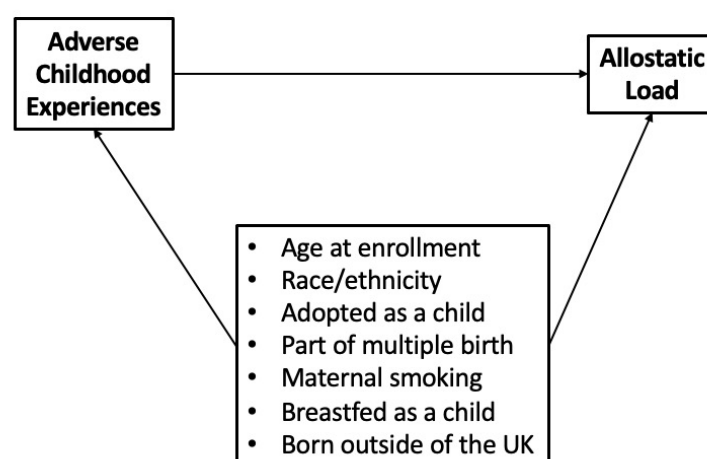 Adverse
Childhood
Experiences
Allostatic
Load
• Age at enrollment
• Race/ethnicity
• Adopted as a child
• Part of multiple birth
• Maternal smoking
• Breastfed as a child
• Born outside of the UK